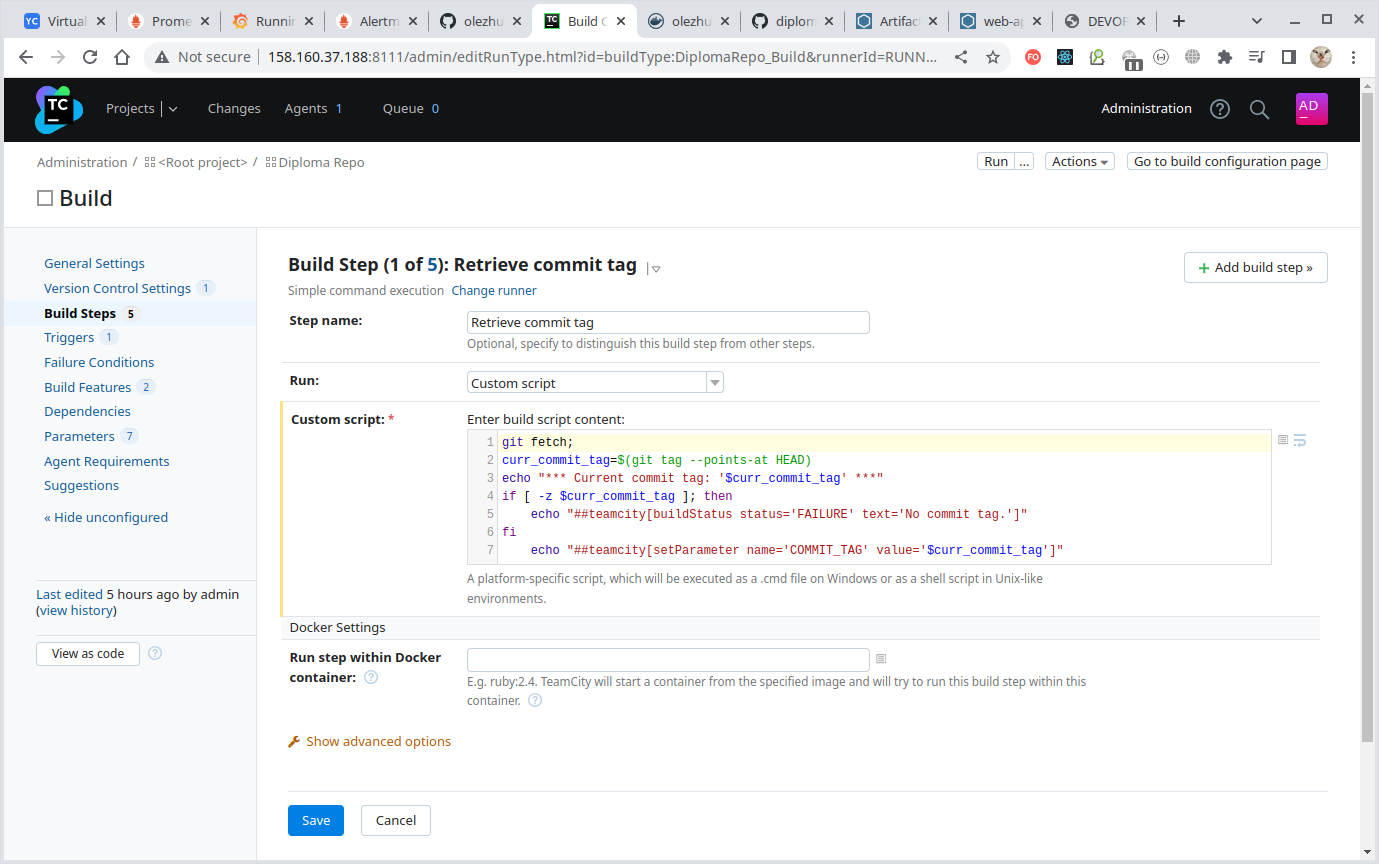 Virtual
Prome
Runnin
Alertm
olezhu
Build C
olezhu
diplom
Artifac
web-ap
DEVOP
Not secure
158.160.37.188:8111/admin/editRunType.html?id=buildType:DiplomaRepo_Build&runnerId=RUNN...
TC
Projects
Changes
Agents 1
Queue 0
Administration
AD
Administration / <Root project> / Diploma Repo
Run ...
Actions
Go to build configuration page
Build
General Settings
Version Control Settings 1
Build Steps 5
Triggers 1
Failure Conditions
Build Features 2
Dependencies
Parameters 7
Agent Requirements
Suggestions
« Hide unconfigured
Last edited 5 hours ago by admin
(view history)
View as code
Build Step (1 of 5): Retrieve commit tag
+ Add build step »
Simple command execution Change runner
Step name:
Retrieve commit tag
Optional, specify to distinguish this build step from other steps.
Run:
Custom script
Custom script: *
Enter build script content:
1 git fetch;
2 curr_commit_tag=$(git tag --points-at HEAD)
3 echo "*** Current commit tag: '$curr_commit_tag' ***"
4 if [ -z $curr_commit_tag ]; then
5 echo "##teamcity[buildStatus status='FAILURE' text='No commit tag.']"
6 fi
7 echo "##teamcity[setParameter name='COMMIT_TAG' value='$curr_commit_tag']"
A platform-specific script, which will be executed as a .cmd file on Windows or as a shell script in Unix-like
environments.
Docker Settings
Run step within Docker
container:
E.g. ruby:2.4. TeamCity will start a container from the specified image and will try to run this build step within this
container.
Show advanced options
Save
Cancel